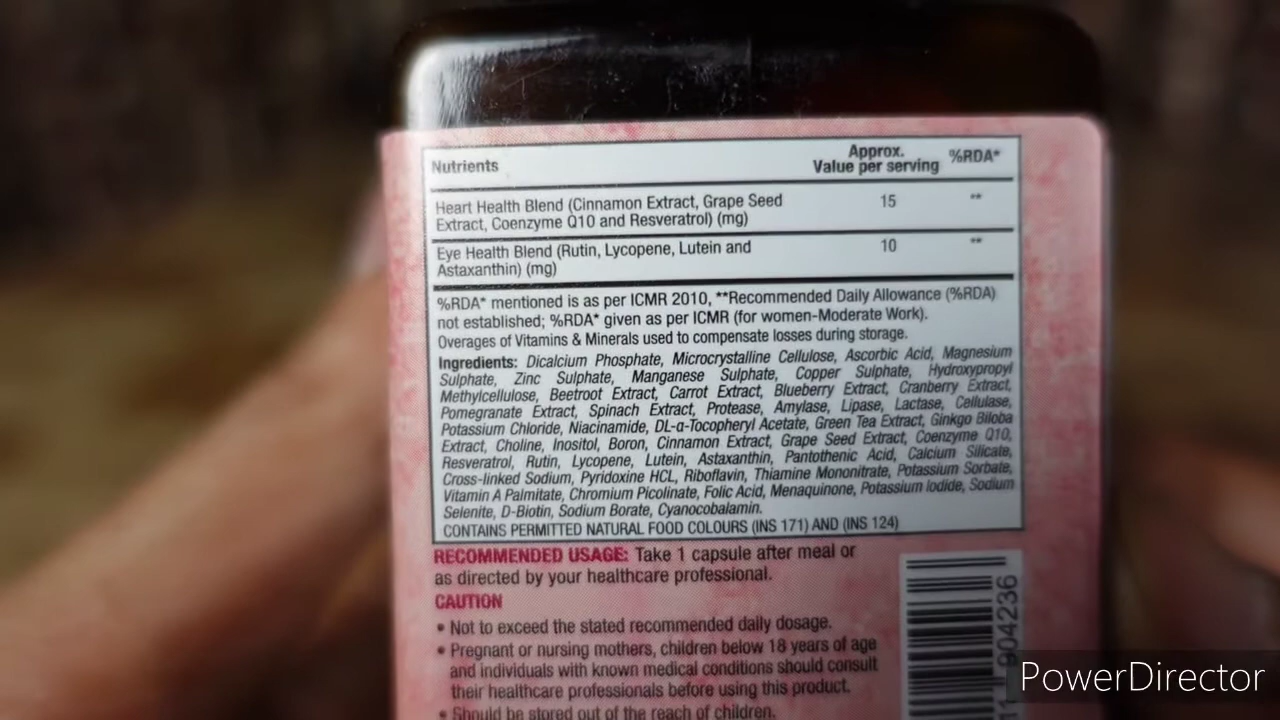 Nutrients Approx. Value per serving %RDA*
Heart Health Blend (Cinnamon Extract, Grape Seed
Extract, Coenzyme Q10 and Resveratrol) (mg) 15 **
Eye Health Blend (Rutin, Lycopene, Lutein and
Astaxanthin) (mg) 10 **
%RDA* mentioned is as per ICMR 2010, **Recommended Daily Allowance (%RDA)
not established; %RDA* given as per ICMR (for women-Moderate Work).
Overages of Vitamins & Minerals used to compensate losses during storage.
Ingredients: Dicalcium Phosphate, Microcrystalline Cellulose, Ascorbic Acid, Magnesium
Sulphate, Zinc Sulphate, Manganese Sulphate, Copper Sulphate, Hydroxypropyl
Methylcellulose, Beetroot Extract, Carrot Extract, Blueberry Extract, Cranberry Extract,
Pomegranate Extract, Spinach Extract, Protease, Amylase, Lipase, Lactase, Cellulase,
Potassium Chloride, Niacinamide, DL-α-Tocopheryl Acetate, Green Tea Extract, Ginkgo Biloba
Extract, Choline, Inositol, Boron, Cinnamon Extract, Grape Seed Extract, Coenzyme Q10,
Resveratrol, Rutin, Lycopene, Lutein, Astaxanthin, Pantothenic Acid, Calcium Silicate,
Cross-linked Sodium, Pyridoxine HCL, Riboflavin, Thiamine Mononitrate, Potassium Sorbate,
Vitamin A Palmitate, Chromium Picolinate, Folic Acid, Menaquinone, Potassium Iodide, Sodium
Selenite, D-Biotin, Sodium Borate, Cyanocobalamin.
CONTAINS PERMITTED NATURAL FOOD COLOURS (INS 171) AND (INS 124)
RECOMMENDED USAGE: Take 1 capsule after meal or
as directed by your healthcare professional.
CAUTION
• Not to exceed the stated recommended daily dosage.
• Pregnant or nursing mothers, children below 18 years of age
and individuals with known medical conditions should consult
their healthcare professionals before using this product.
• Should be stored out of the reach of children.
904236
PowerDirector